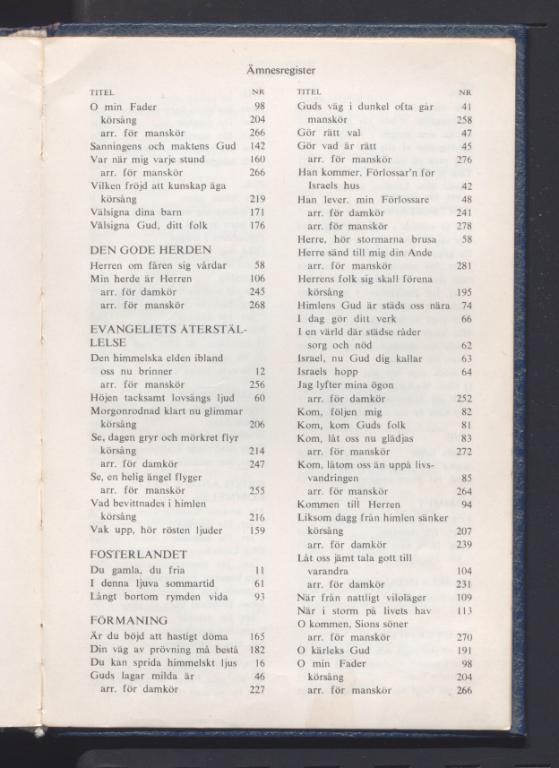 Ämnesregister
TITEL NR
O min Fader 98
körsång 204
arr. för manskör 266
Sanningens och maktens Gud 142
Var när mig varje stund 160
arr. för manskör 266
Vilken fröjd att kunskap äga
körsång 219
Välsigna dina barn 171
Välsigna Gud, ditt folk 176
DEN GODE HERDEN
Herren om fåren sig vårdar 58
Min herde är Herren 106
arr. för damkör 245
arr. för manskör 268
EVANGELIETS ÅTERSTÄL-
LELSE
Den himmelska elden ibland
oss nu brinner 12
arr. för manskör 256
Höjen tacksamt lovsångs ljud 60
Morgonrodnad klart nu glimmar
körsång 206
Se, dagen gryr och mörkret flyr
körsång 214
arr. för damkör 247
Se, en helig ängel flyger
arr. för manskör 255
Vad bevittnades i himlen
körsång 216
Vak upp, hör rösten ljuder 159
FOSTERLANDET
Du gamla, du fria 11
I denna ljuva sommartid 61
Långt bortom rymden vida 93
FÖRMANING
Är du böjd att hastigt döma 165
Din väg av prövning må bestå 182
Du kan sprida himmelskt ljus 16
Guds lagar milda är 46
arr. för damkör 227
TITEL NR
Guds väg i dunkel ofta går 41
manskör 258
Gör rätt val 47
Gör vad är rätt 45
arr. för manskör 276
Han kommer, Förlossar'n för
Israels hus 42
Han lever, min Förlossare 48
arr. för damkör 241
arr. för manskör 278
Herre, hör stormarna brusa 58
Herre sänd till mig din Ande
arr. för manskör 281
Herrens folk sig skall förena
körsång 195
Himlens Gud är städs oss nära 74
I dag gör ditt verk 66
I en värld där städse råder
sorg och nöd 62
Israel, nu Gud dig kallar 63
Israels hopp 64
Jag lyfter mina ögon
arr. för damkör 252
Kom, följen mig 82
Kom, kom Guds folk 81
Kom, låt oss nu glädjas 83
arr. för manskör 272
Kom, låtom oss än uppå livs-
vandringen 85
arr. för manskör 264
Kommen till Herren 94
Liksom dagg från himlen sänker
körsång 207
arr. för damkör 239
Låt oss jämt tala gott till
varandra 104
arr. för damkör 231
När från nattligt viloläger 109
När i storm på livets hav 113
O kommen, Sions söner
arr. för manskör 270
O kärleks Gud 191
O min Fader 98
körsång 204
arr. för manskör 266